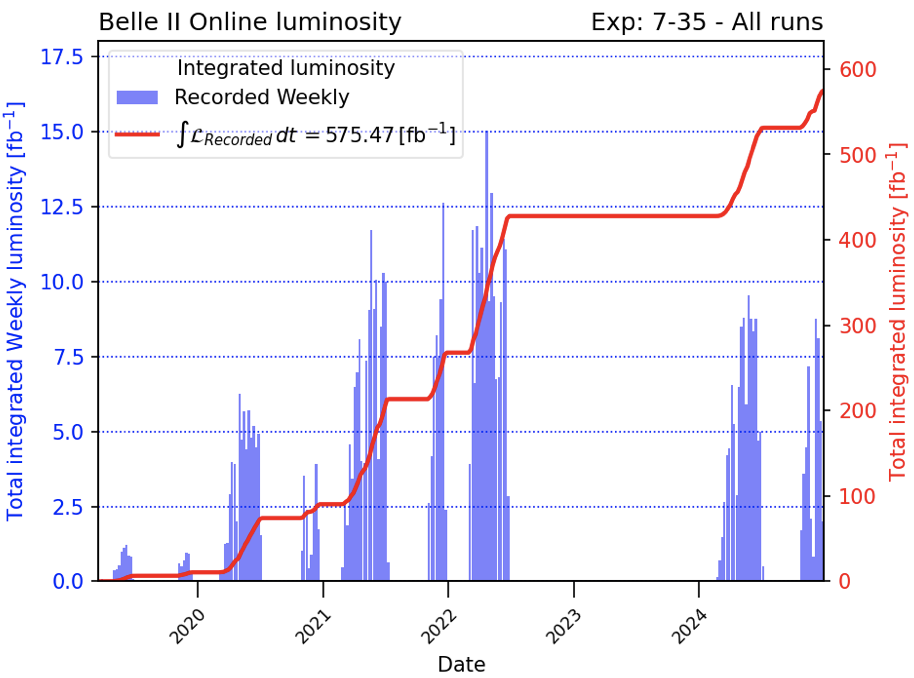 Belle II Online luminosity
Exp: 7-35 - All runs
Integrated luminosity
Recorded Weekly
∫ℒ_Recorded dt = 575.47 [fb⁻¹]
Total integrated Weekly luminosity [fb⁻¹]
17.5
15.0
12.5
10.0
7.5
5.0
2.5
0.0
600
500
400
300
200
100
0
Total integrated luminosity [fb⁻¹]
2020
2021
2022
2023
2024
Date